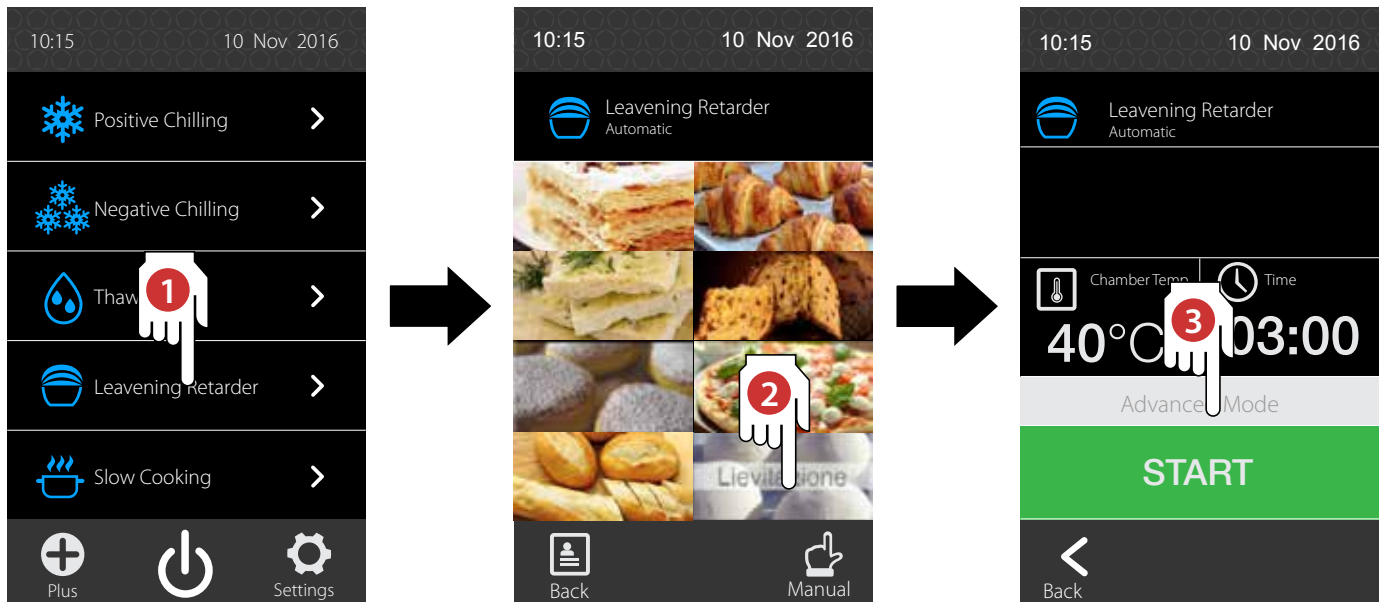 10:15 10 Nov 2016
Positive Chilling
Negative Chilling
Thaw
1
Leavening Retarder
Slow Cooking
Plus
Settings
10:15 10 Nov 2016
Leavening Retarder
Automatic
2
Lievitazione
Back
Manual
10:15 10 Nov 2016
Leavening Retarder
Automatic
Chamber Temp
Time
3
40°C 03:00
Advanced Mode
START
Back